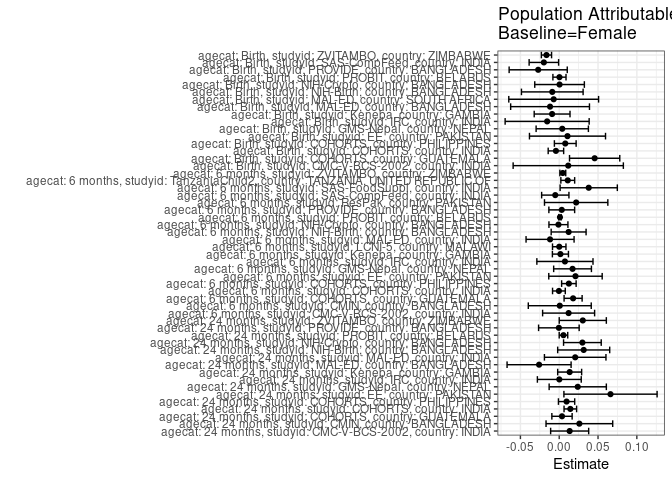 Population Attributable
Baseline=Female
agecat: Birth, studyid: ZVITAMBO, country: ZIMBABWE
agecat: Birth, studyid: SAS-CompFeed, country: INDIA
agecat: Birth, studyid: PROVIDE, country: BANGLADESH
agecat: Birth, studyid: PROBIT, country: BELARUS
agecat: Birth, studyid: NIH-Crypto, country: BANGLADESH
agecat: Birth, studyid: NIH-Birth, country: BANGLADESH
agecat: Birth, studyid: MAL-ED, country: SOUTH AFRICA
agecat: Birth, studyid: MAL-ED, country: BANGLADESH
agecat: Birth, studyid: Keneba, country: GAMBIA
agecat: Birth, studyid: IRC, country: INDIA
agecat: Birth, studyid: GMS-Nepal, country: NEPAL
agecat: Birth, studyid: EE, country: PAKISTAN
agecat: Birth, studyid: COHORTS, country: PHILIPPINES
agecat: Birth, studyid: COHORTS, country: INDIA
agecat: Birth, studyid: COHORTS, country: GUATEMALA
agecat: Birth, studyid: CMC-V-BCS-2002, country: INDIA
agecat: 6 months, studyid: ZVITAMBO, country: ZIMBABWE
agecat: 6 months, studyid: TanzaniaChild2, country: TANZANIA, UNITED REPUBLIC OF
agecat: 6 months, studyid: SAS-FoodSuppl, country: INDIA
agecat: 6 months, studyid: SAS-CompFeed, country: INDIA
agecat: 6 months, studyid: ResPak, country: PAKISTAN
agecat: 6 months, studyid: PROVIDE, country: BANGLADESH
agecat: 6 months, studyid: PROBIT, country: BELARUS
agecat: 6 months, studyid: NIH-Crypto, country: BANGLADESH
agecat: 6 months, studyid: NIH-Birth, country: BANGLADESH
agecat: 6 months, studyid: MAL-ED, country: INDIA
agecat: 6 months, studyid: LCNI-5, country: MALAWI
agecat: 6 months, studyid: Keneba, country: GAMBIA
agecat: 6 months, studyid: IRC, country: INDIA
agecat: 6 months, studyid: GMS-Nepal, country: NEPAL
agecat: 6 months, studyid: EE, country: PAKISTAN
agecat: 6 months, studyid: COHORTS, country: PHILIPPINES
agecat: 6 months, studyid: COHORTS, country: INDIA
agecat: 6 months, studyid: COHORTS, country: GUATEMALA
agecat: 6 months, studyid: CMIN, country: BANGLADESH
agecat: 6 months, studyid: CMC-V-BCS-2002, country: INDIA
agecat: 24 months, studyid: ZVITAMBO, country: ZIMBABWE
agecat: 24 months, studyid: PROVIDE, country: BANGLADESH
agecat: 24 months, studyid: PROBIT, country: BELARUS
agecat: 24 months, studyid: NIH-Crypto, country: BANGLADESH
agecat: 24 months, studyid: NIH-Birth, country: BANGLADESH
agecat: 24 months, studyid: MAL-ED, country: INDIA
agecat: 24 months, studyid: MAL-ED, country: BANGLADESH
agecat: 24 months, studyid: Keneba, country: GAMBIA
agecat: 24 months, studyid: IRC, country: INDIA
agecat: 24 months, studyid: GMS-Nepal, country: NEPAL
agecat: 24 months, studyid: EE, country: PAKISTAN
agecat: 24 months, studyid: COHORTS, country: PHILIPPINES
agecat: 24 months, studyid: COHORTS, country: INDIA
agecat: 24 months, studyid: COHORTS, country: GUATEMALA
agecat: 24 months, studyid: CMIN, country: BANGLADESH
agecat: 24 months, studyid: CMC-V-BCS-2002, country: INDIA
-0.05 0.00 0.05 0.10
Estimate